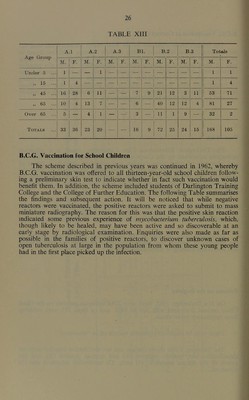 26
TABLE XIII
Age Group A.1 A.2 A.3 B1. B.2 B.3 Totals
M. F. M. F. M. F. M. F. M. F. M. F. M. F.
Under 5 1 — — 1 — — — — — — — — 1 1
„ 15 1 4 — — — — — — — — — — 1 4
„ 45 16 28 6 11 — — 7 9 21 12 3 11 53 71
„ 65 10 4 13 7 — — 6 — 40 12 12 4 81 27
Over 65 5 — 4 1 — — 3 — 11 1 9 — 32 2
Totals 33 36 23 20 — — 16 9 72 25 24 15 168 105
B.C.G. Vaccination for School Children
The scheme described in previous years was continued in 1962, whereby
B.C.G. vaccination was offered to all thirteen-year-old school children follow-
ing a preliminary skin test to indicate whether in fact such vaccination would
benefit them. In addition, the scheme included students of Darlington Training
College and the College of Further Education. The following Table summarises
the findings and subsequent action. It will be noticed that while negative
reactors were vaccinated, the positive reactors were asked to submit to mass
miniature radiography. The reason for this was that the positive skin reaction
indicated some previous experience of mycobacterium tuberculosis, which,
though likely to be healed, may have been active and so discoverable at an
early stage by radiological examination. Enquiries were also made as far as
possible in the families of positive reactors, to discover unknown cases of
open tuberculosis at large in the population from whom these young people
had in the first place picked up the infection.